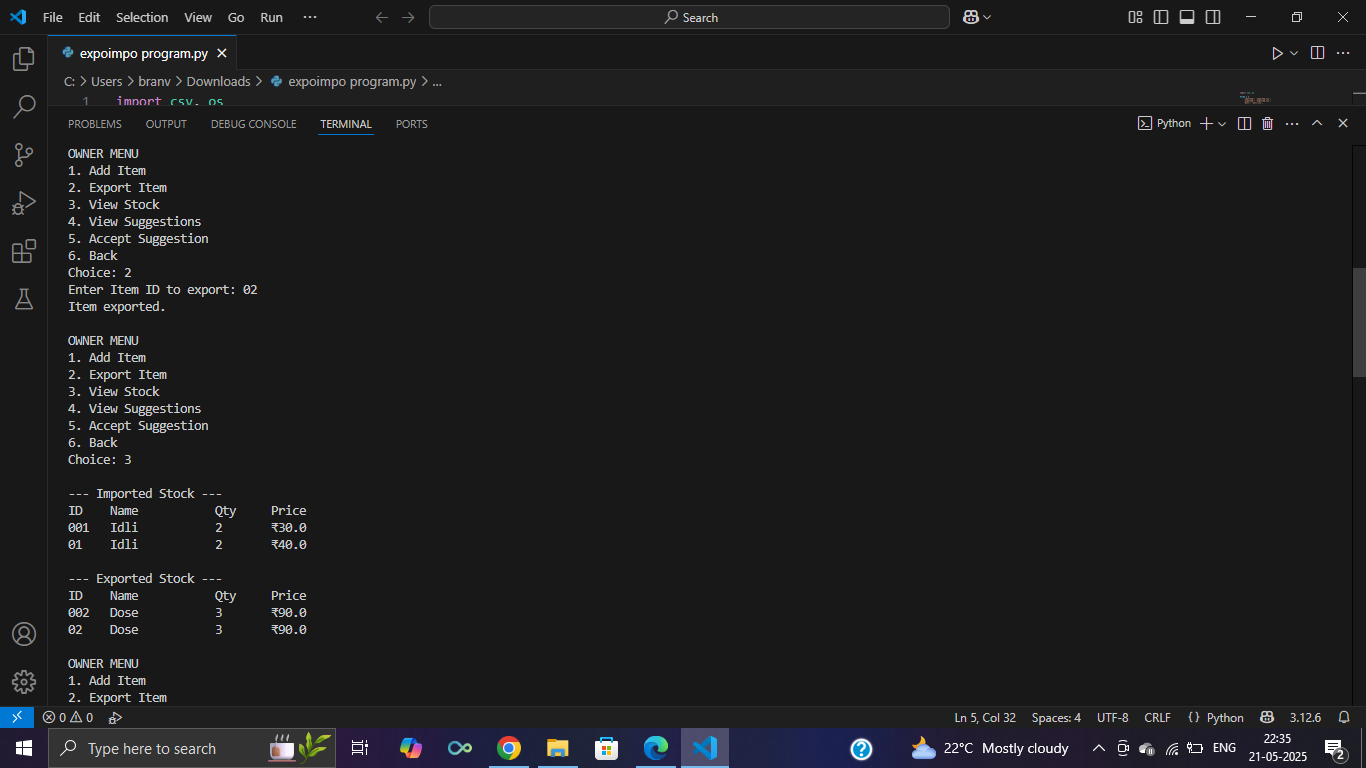 File Edit Selection View Go Run ··· Search
expoimpo program.py
C: > Users > branv > Downloads > expoimpo program.py > ...
1 import csv, os
PROBLEMS OUTPUT DEBUG CONSOLE TERMINAL PORTS Python
OWNER MENU
1. Add Item
2. Export Item
3. View Stock
4. View Suggestions
5. Accept Suggestion
6. Back
Choice: 2
Enter Item ID to export: 02
Item exported.
OWNER MENU
1. Add Item
2. Export Item
3. View Stock
4. View Suggestions
5. Accept Suggestion
6. Back
Choice: 3
--- Imported Stock ---
ID Name Qty Price
001 Idli 2 ₹30.0
01 Idli 2 ₹40.0
--- Exported Stock ---
ID Name Qty Price
002 Dose 3 ₹90.0
02 Dose 3 ₹90.0
OWNER MENU
1. Add Item
2. Export Item
0 0 Ln 5, Col 32 Spaces: 4 UTF-8 CRLF {} Python 3.12.6
Type here to search 22°C Mostly cloudy ENG 22:35
21-05-2025 2